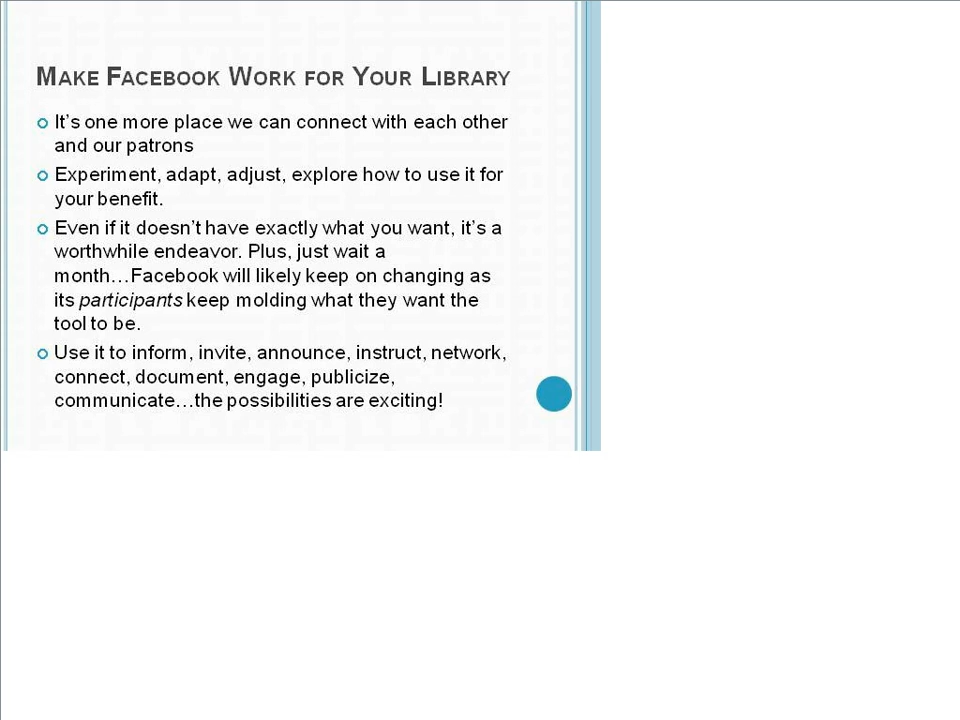 Make Facebook Work for Your Library
It's one more place we can connect with each other
and our patrons
Experiment, adapt, adjust, explore how to use it for
your benefit.
Even if it doesn't have exactly what you want, it's a
worthwhile endeavor. Plus, just wait a
month…Facebook will likely keep on changing as
its participants keep molding what they want the
tool to be.
Use it to inform, invite, announce, instruct, network,
connect, document, engage, publicize,
communicate…the possibilities are exciting!